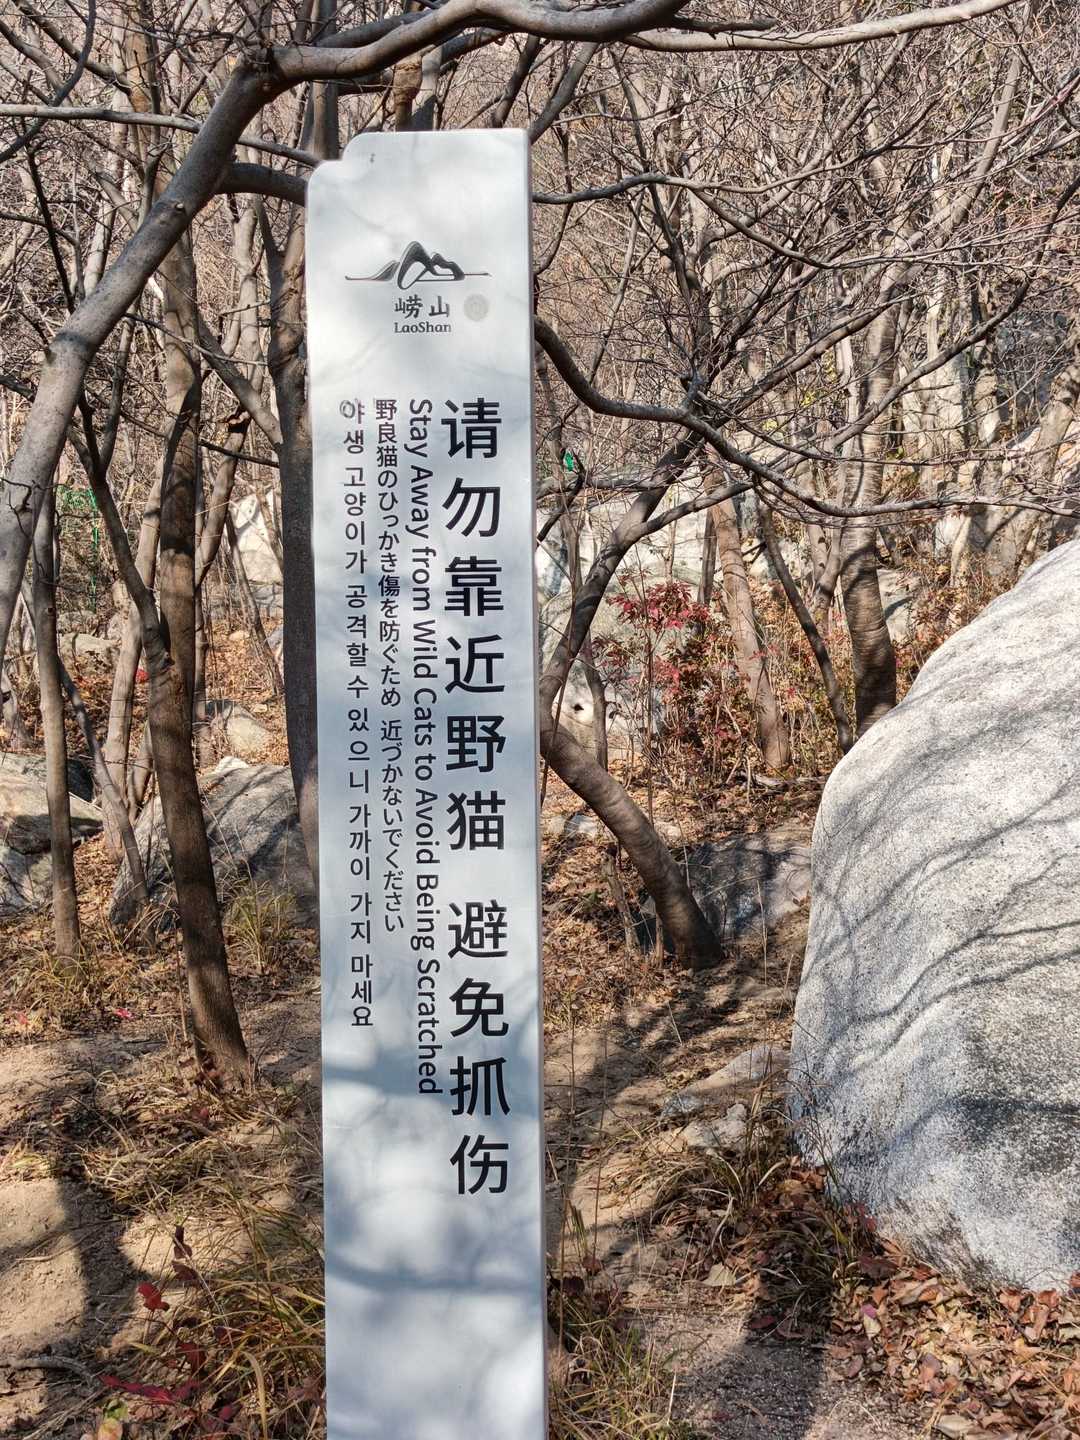 崂山
LaoShan
请勿靠近野猫 避免抓伤
Stay Away from Wild Cats to Avoid Being Scratched
野良猫のひっかき傷を防ぐため 近づかないでください
야생 고양이가 공격할 수 있으니 가까이 가지 마세요